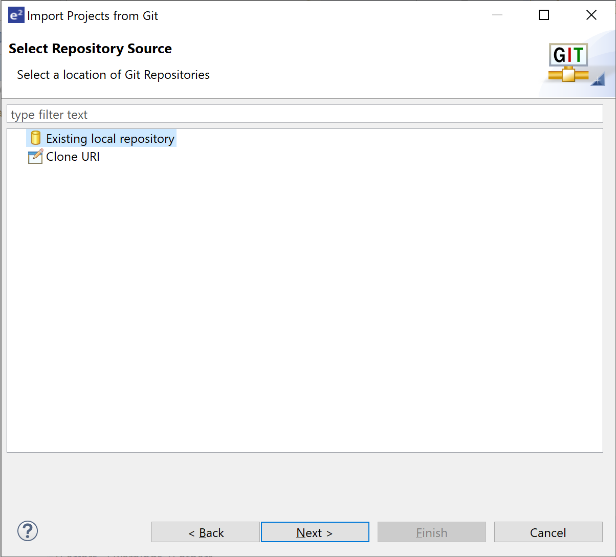 e² Import Projects from Git
Select Repository Source
Select a location of Git Repositories
GIT
type filter text
Existing local repository
Clone URI
? < Back Next > Finish Cancel